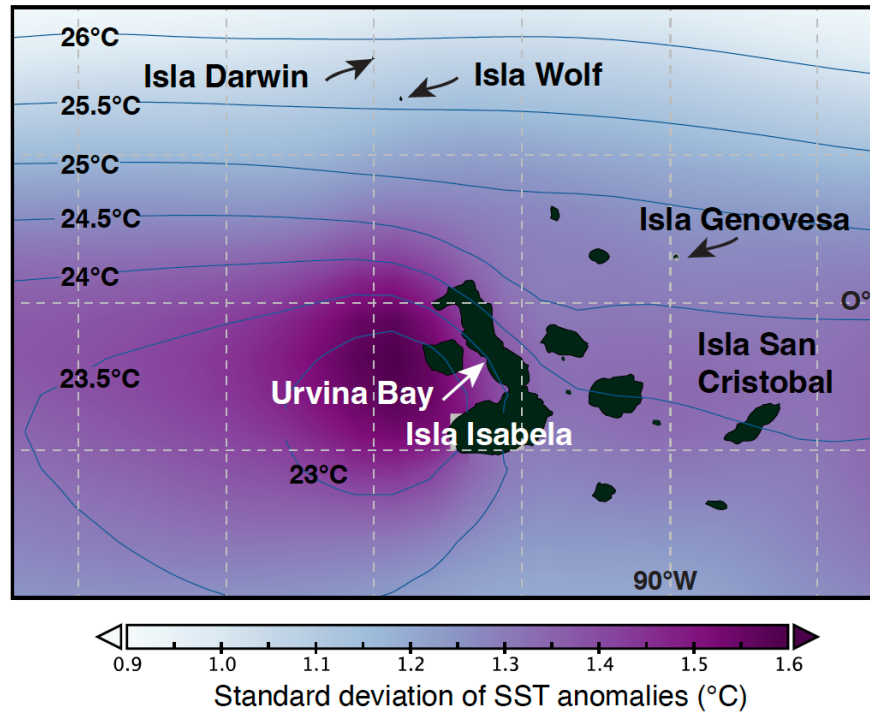 26°C
Isla Darwin
Isla Wolf
25.5°C
25°C
24.5°C
Isla Genovesa
24°C
O°
Isla San
Cristobal
23.5°C
Urvina Bay
Isla Isabela
23°C
90°W
0.9 1.0 1.1 1.2 1.3 1.4 1.5 1.6
Standard deviation of SST anomalies (°C)